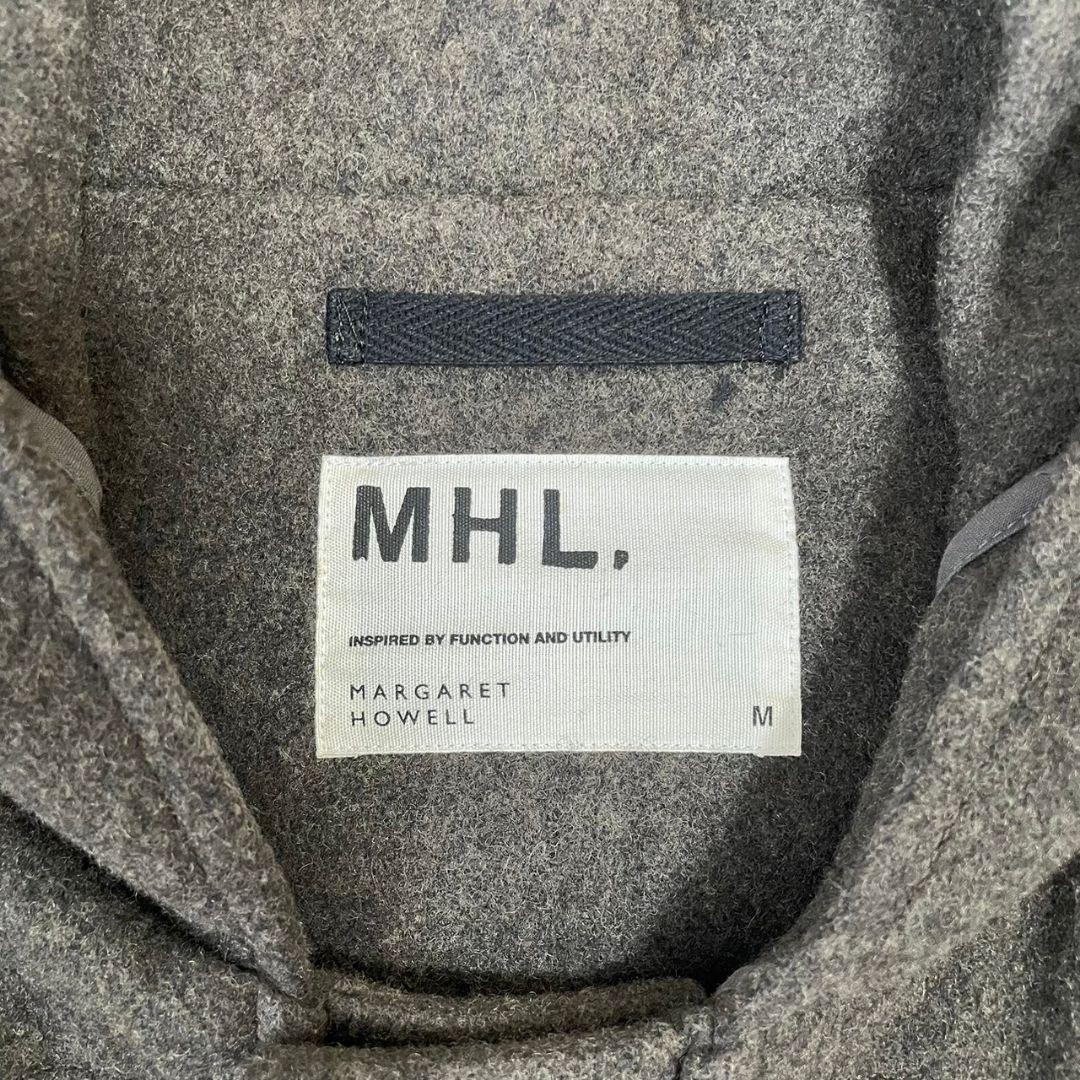 MHL.
INSPIRED BY FUNCTION AND UTILITY
MARGARET
HOWELL
M